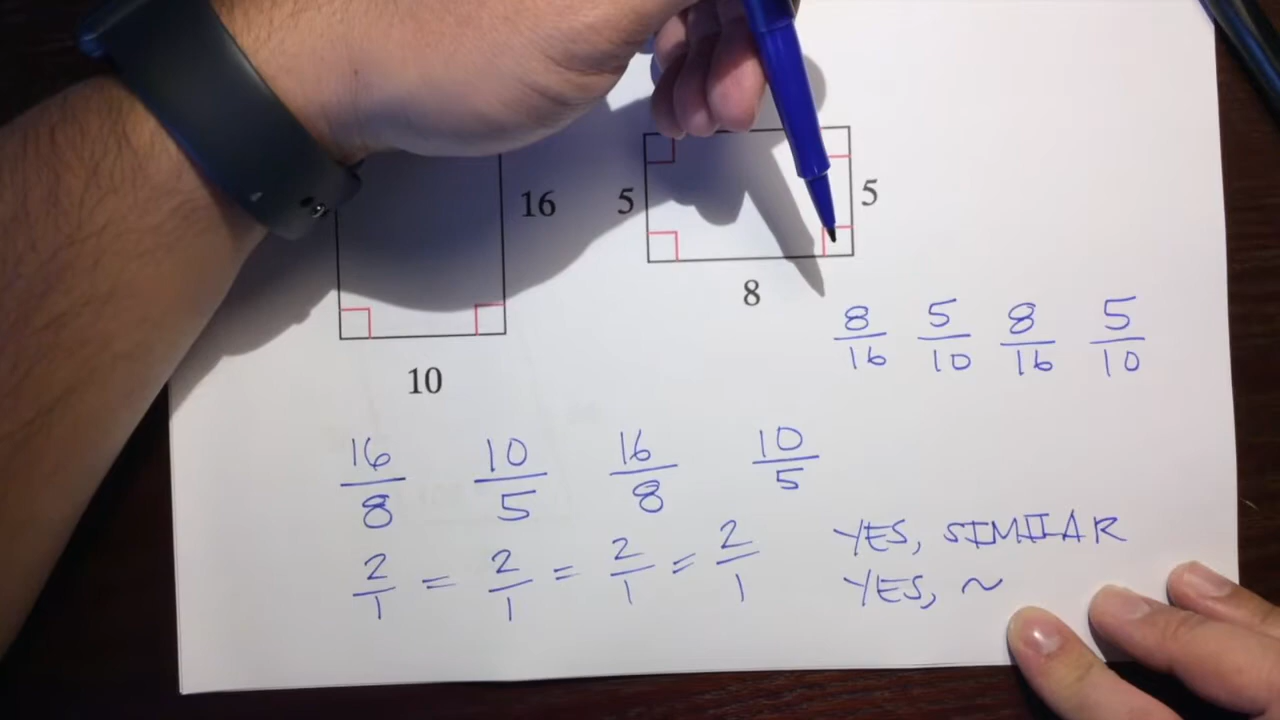 16
5
5
8
10
8/16 5/10 8/16 5/10
16/8 10/5 16/8 10/5
2/1 = 2/1 = 2/1 = 2/1
YES, SIMILAR
YES, ~